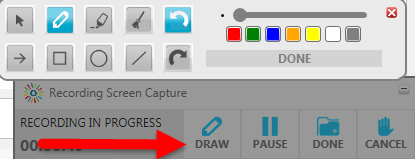 DONE
Recording Screen Capture
RECORDING IN PROGRESS
DRAW PAUSE DONE CANCEL